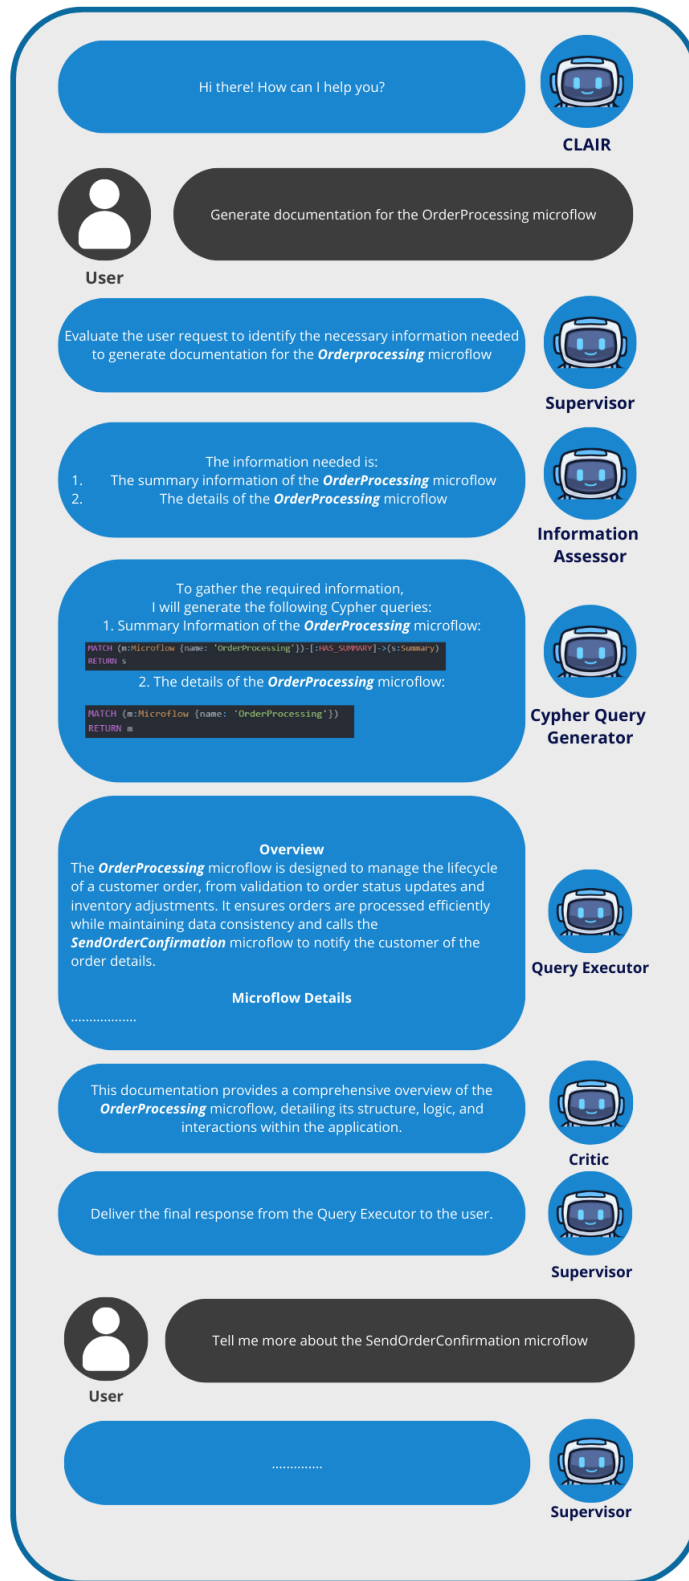 Hi there! How can I help you?
CLAIR
Generate documentation for the OrderProcessing microflow
User
Evaluate the user request to identify the necessary information needed
to generate documentation for the Orderprocessing microflow
Supervisor
The information needed is:
1. The summary information of the OrderProcessing microflow
2. The details of the OrderProcessing microflow
Information
Assessor
To gather the required information,
I will generate the following Cypher queries:
1. Summary Information of the OrderProcessing microflow:
MATCH (m:Microflow {name: 'OrderProcessing'})-[:HAS_SUMMARY]->(s:Summary)
RETURN s
2. The details of the OrderProcessing microflow:
MATCH (m:Microflow {name: 'OrderProcessing'})
RETURN m
Cypher Query
Generator
Overview
The OrderProcessing microflow is designed to manage the lifecycle
of a customer order, from validation to order status updates and
inventory adjustments. It ensures orders are processed efficiently
while maintaining data consistency and calls the
SendOrderConfirmation microflow to notify the customer of the
order details.
Microflow Details
..................
Query Executor
This documentation provides a comprehensive overview of the
OrderProcessing microflow, detailing its structure, logic, and
interactions within the application.
Critic
Deliver the final response from the Query Executor to the user.
Supervisor
Tell me more about the SendOrderConfirmation microflow
User
..............
Supervisor